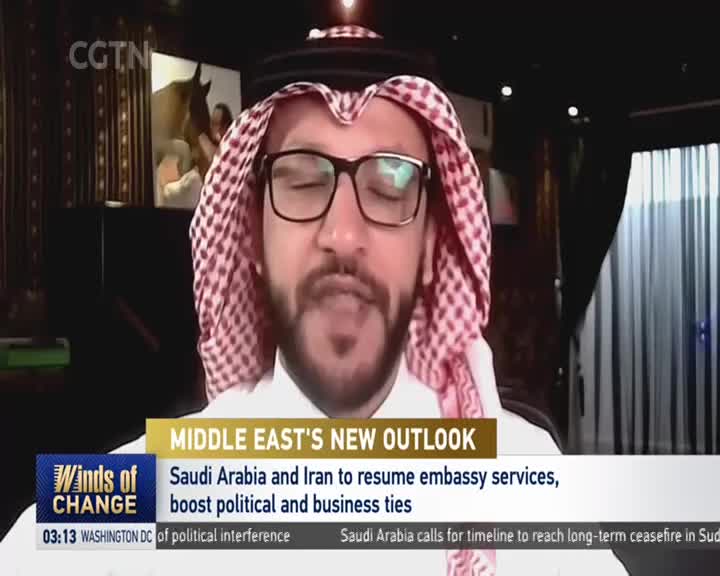 CGTN
MIDDLE EAST'S NEW OUTLOOK
Saudi Arabia and Iran to resume embassy services,
boost political and business ties
Winds of
CHANGE
03:13 WASHINGTON DC
of political interference Saudi Arabia calls for timeline to reach long-term ceasefire in Sud